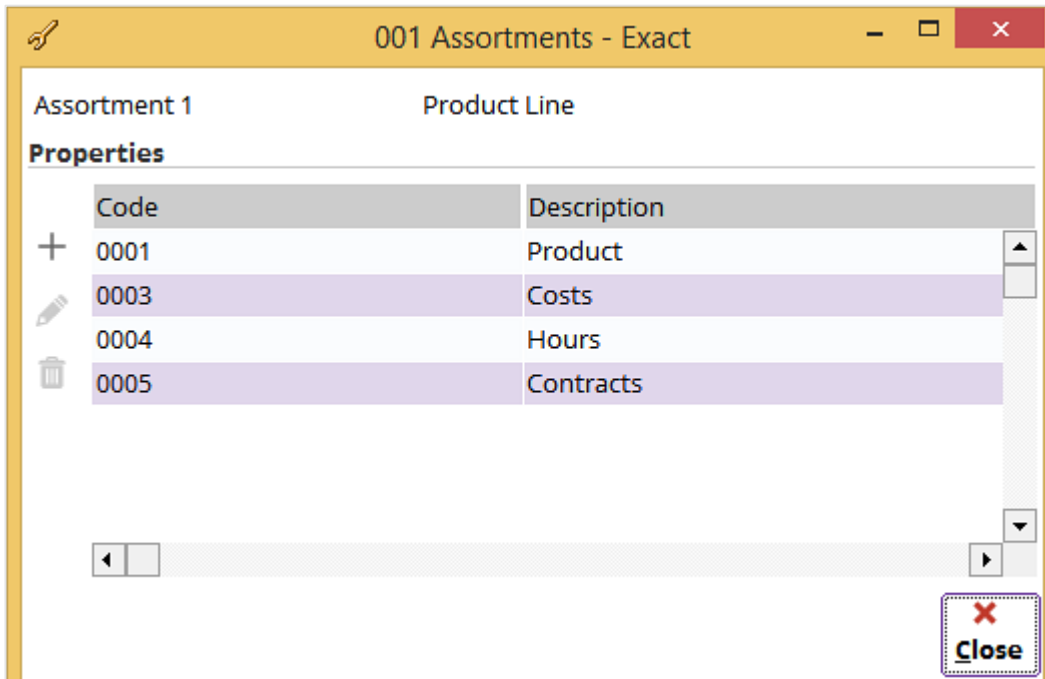 001 Assortments - Exact
Assortment 1 Product Line
Properties
Code Description
0001 Product
0003 Costs
0004 Hours
0005 Contracts
Close